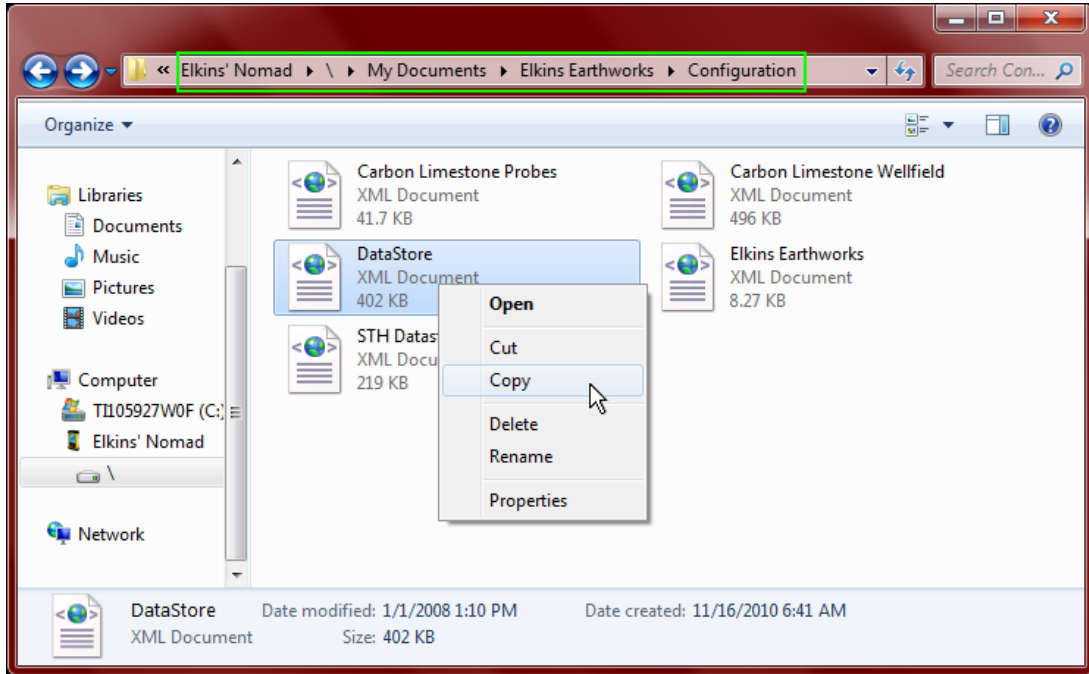 « Elkins' Nomad \ My Documents Elkins Earthworks Configuration Search Con...
Organize
Libraries
Documents
Music
Pictures
Videos
Computer
TI105927W0F (C:)
Elkins' Nomad
\
Network
Carbon Limestone Probes
XML Document
41.7 KB
Carbon Limestone Wellfield
XML Document
496 KB
DataStore
XML Document
402 KB
Elkins Earthworks
XML Document
8.27 KB
STH Datas
XML Docu
219 KB
Open
Cut
Copy
Delete
Rename
Properties
DataStore Date modified: 1/1/2008 1:10 PM Date created: 11/16/2010 6:41 AM
XML Document Size: 402 KB